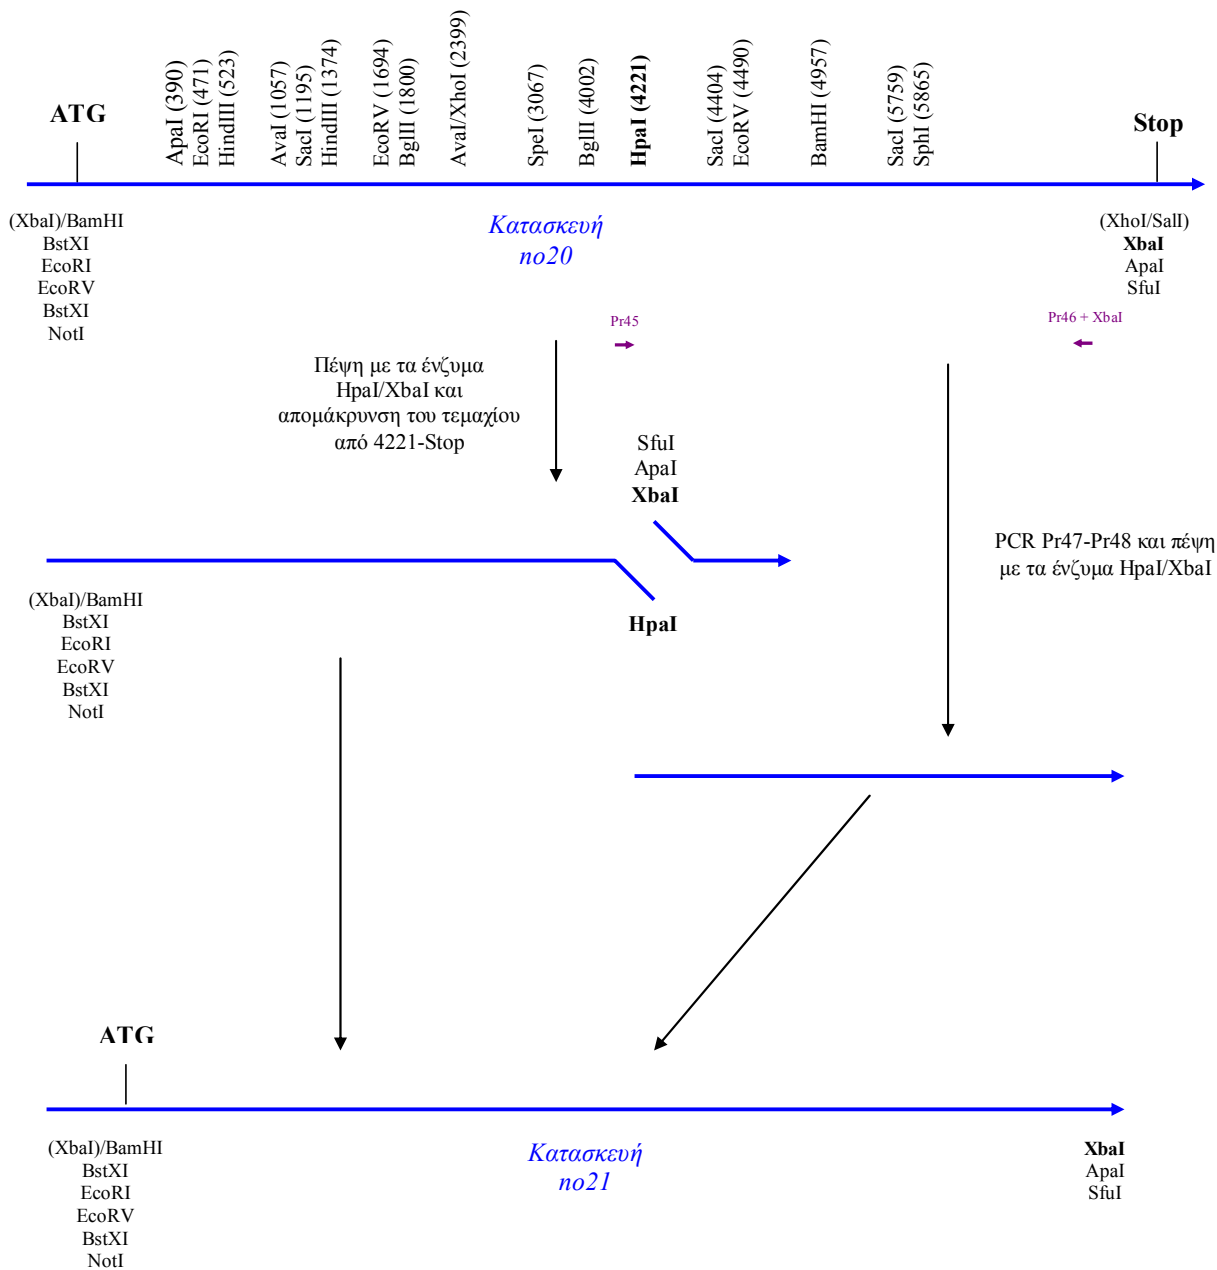 ATG
ApaI (390)
EcoRI (471)
HindIII (523)
AvaI (1057)
SacI (1195)
HindIII (1374)
EcoRV (1694)
BglII (1800)
AvaI/XhoI (2399)
SpeI (3067)
BglII (4002)
HpaI (4221)
SacI (4404)
EcoRV (4490)
BamHI (4957)
SacI (5759)
SphI (5865)
Stop
(XbaI)/BamHI
BstXI
EcoRI
EcoRV
BstXI
NotI
Κατασκευή
no20
(XhoI/SalI)
XbaI
ApaI
SfuI
Pr45
Pr46 + XbaI
Πέψη με τα ένζυμα
HpaI/XbaI και
απομάκρυνση του τεμαχίου
από 4221-Stop
SfuI
ApaI
XbaI
PCR Pr47-Pr48 και πέψη
με τα ένζυμα HpaI/XbaI
(XbaI)/BamHI
BstXI
EcoRI
EcoRV
BstXI
NotI
HpaI
ATG
(XbaI)/BamHI
BstXI
EcoRI
EcoRV
BstXI
NotI
Κατασκευή
no21
XbaI
ApaI
SfuI